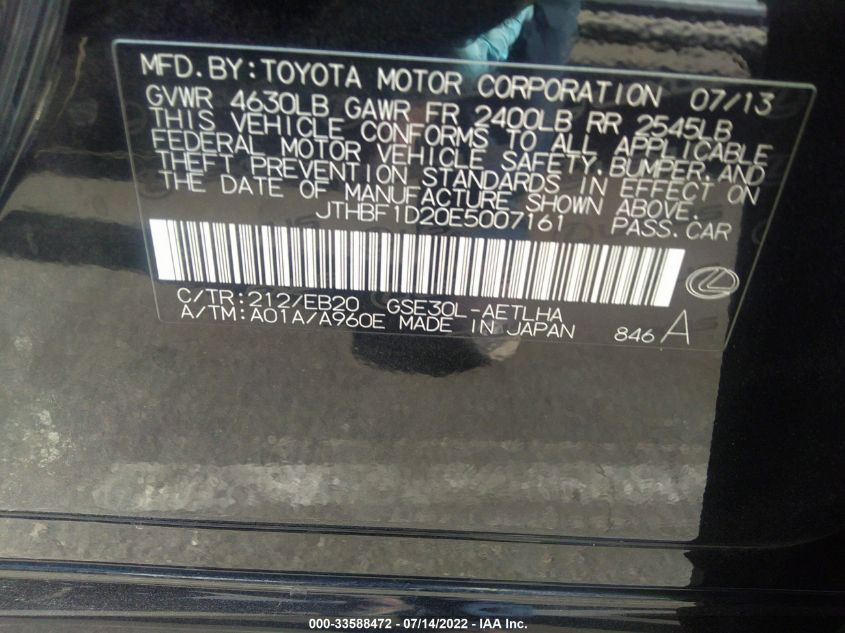 MFD. BY: TOYOTA MOTOR CORPORATION 07/13
GVWR 4630LB GAWR FR 2400LB RR 2545LB
THIS VEHICLE CONFORMS TO ALL APPLICABLE
FEDERAL MOTOR VEHICLE SAFETY, BUMPER, AND
THEFT PREVENTION STANDARDS IN EFFECT ON
THE DATE OF MANUFACTURE SHOWN ABOVE.
JTHBF1D20E5007161 PASS. CAR
C/TR: 212/EB20 GSE30L-AETLHA
A/TM: A01A/A960E MADE IN JAPAN 846 A
000-33588472 - 07/14/2022 - IAA Inc.